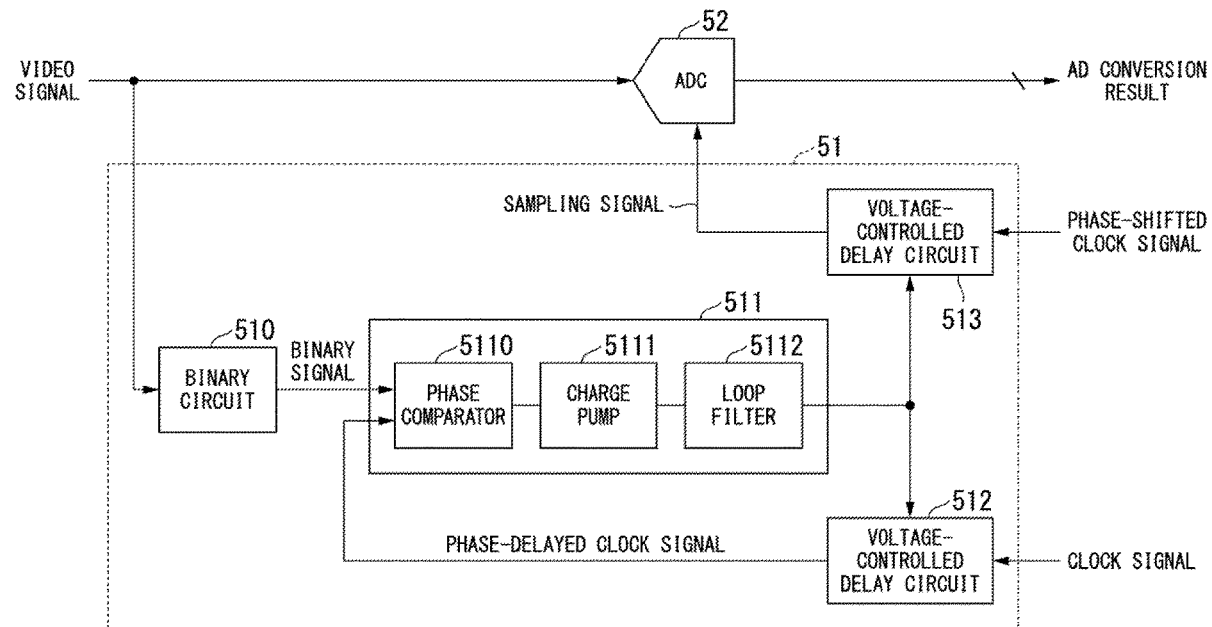 52
VIDEO
SIGNAL
ADC
AD CONVERSION
RESULT
51
SAMPLING SIGNAL
VOLTAGE-
CONTROLLED
DELAY CIRCUIT
PHASE-SHIFTED
CLOCK SIGNAL
513
510
BINARY
CIRCUIT
BINARY
SIGNAL
511
5110
PHASE
COMPARATOR
5111
CHARGE
PUMP
5112
LOOP
FILTER
512
VOLTAGE-
CONTROLLED
DELAY CIRCUIT
PHASE-DELAYED CLOCK SIGNAL
CLOCK SIGNAL